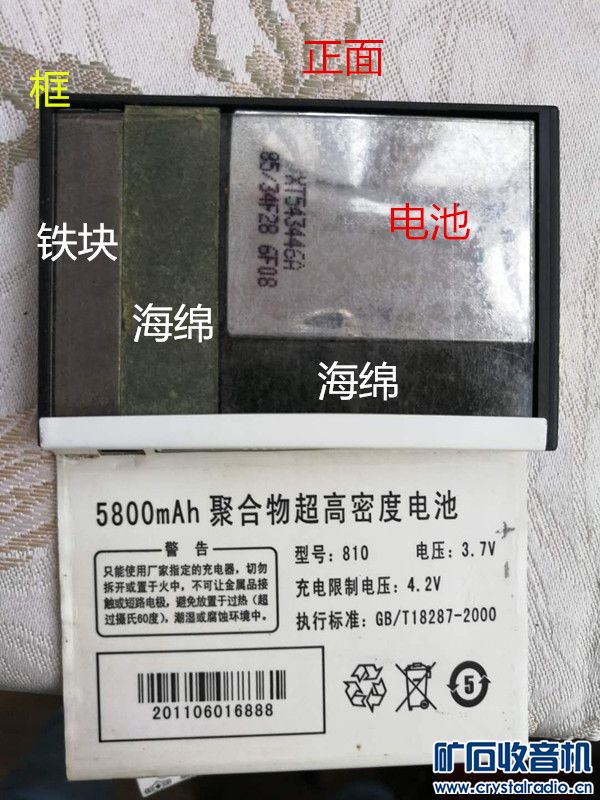 正面
框
XT543446A
95/34F28 6F08
电池
铁块
海绵
海绵
5800mAh 聚合物超高密度电池
警 告
只能使用厂家指定的充电器,切勿
拆开或置于火中,不可让金属品接
触或短路电极,避免放置于过热(超
过摄氏60度),潮湿或腐蚀环境中。
型号: 810 电压: 3.7V
充电限制电压: 4.2V
执行标准: GB/T18287-2000
201106016888
5
矿石收音机
www.crystalradio.cn